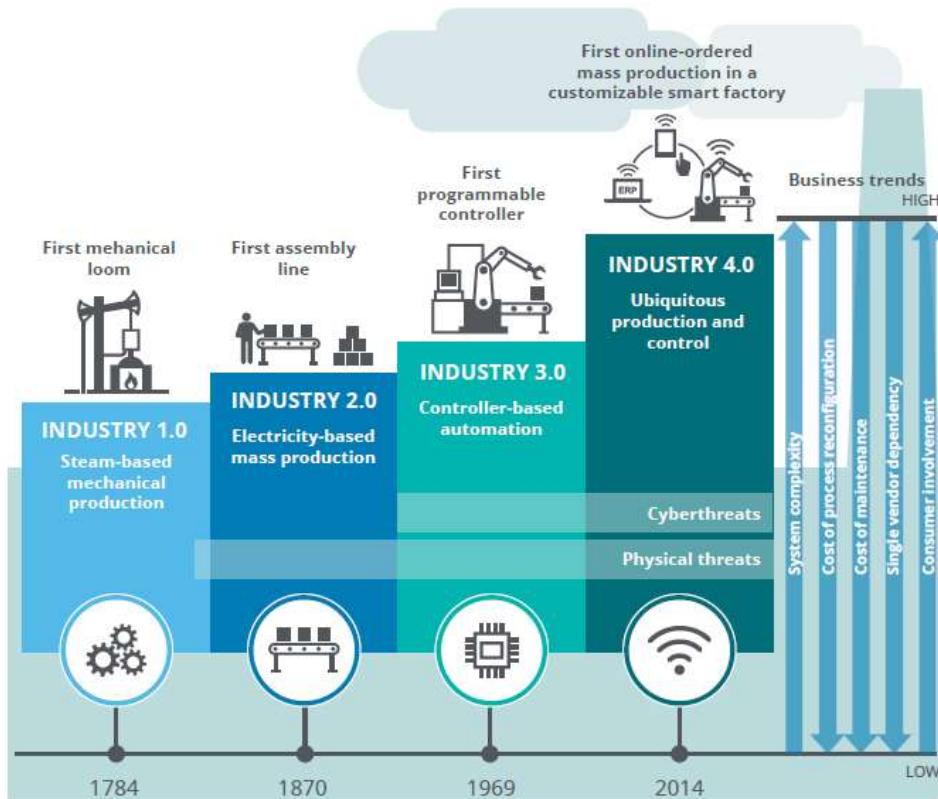 First online-ordered
mass production in a
customizable smart factory
ERP
Business trends
HIGH
First
programmable
controller
First mehanical
loom
First assembly
line
INDUSTRY 4.0
Ubiquitous
production and
control
INDUSTRY 3.0
Controller-based
automation
INDUSTRY 2.0
Electricity-based
mass production
INDUSTRY 1.0
Steam-based
mechanical
production
Cyberthreats
Physical threats
System complexity
Cost of process reconfiguration
Cost of maintenance
Single vendor dependency
Consumer involvement
LOW
1784
1870
1969
2014